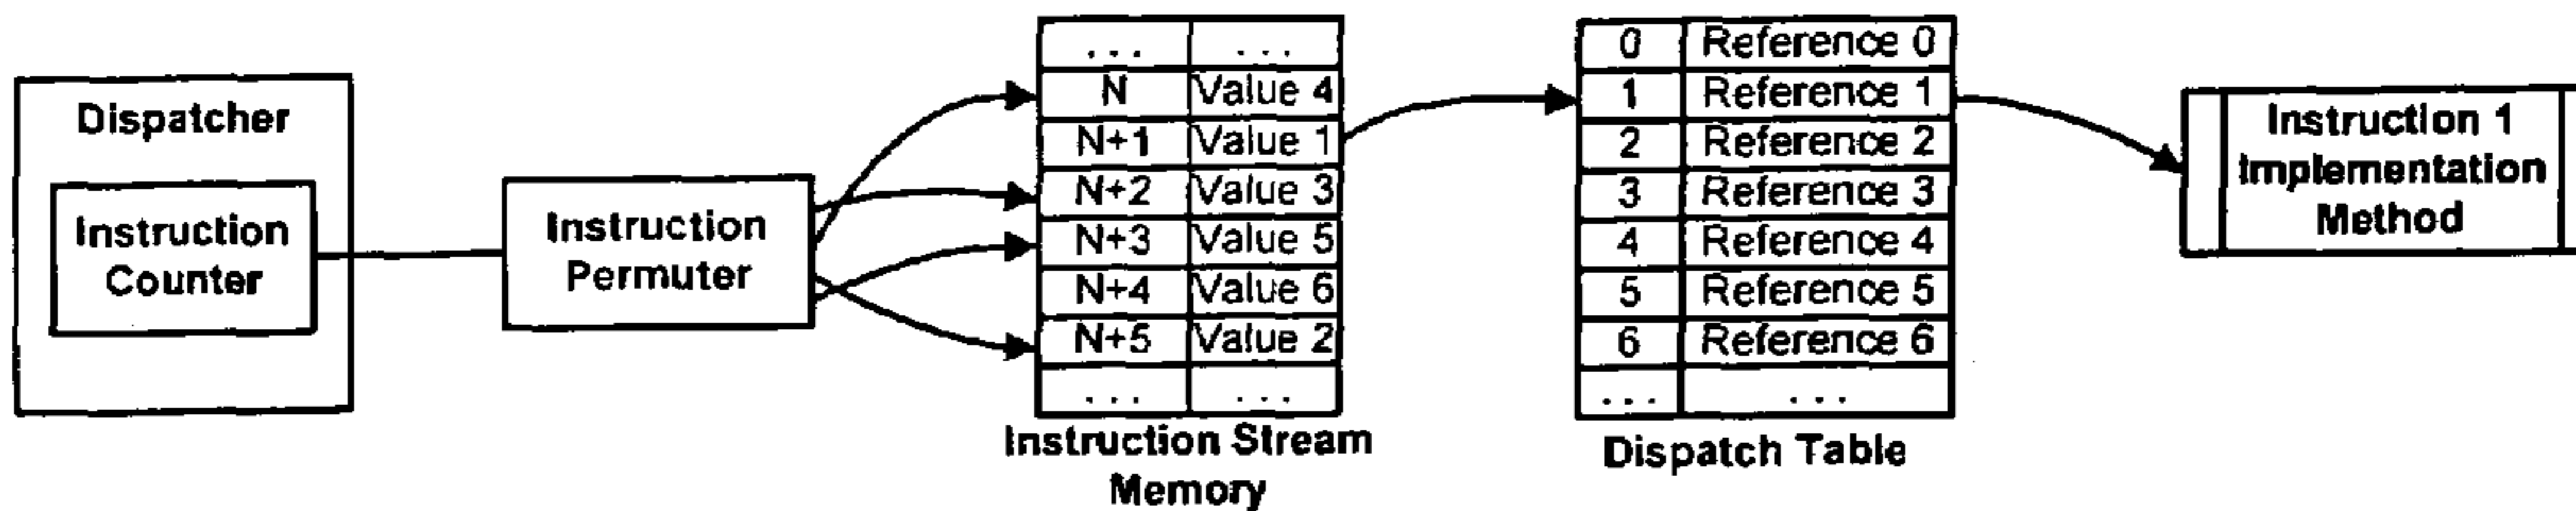 Dispatcher
Instruction
Counter
Instruction
Permuter
... ...
N Value 4
N+1 Value 1
N+2 Value 3
N+3 Value 5
N+4 Value 6
N+5 Value 2
... ...
Instruction Stream
Memory
0 Reference 0
1 Reference 1
2 Reference 2
3 Reference 3
4 Reference 4
5 Reference 5
6 Reference 6
... ...
Dispatch Table
Instruction 1
Implementation
Method